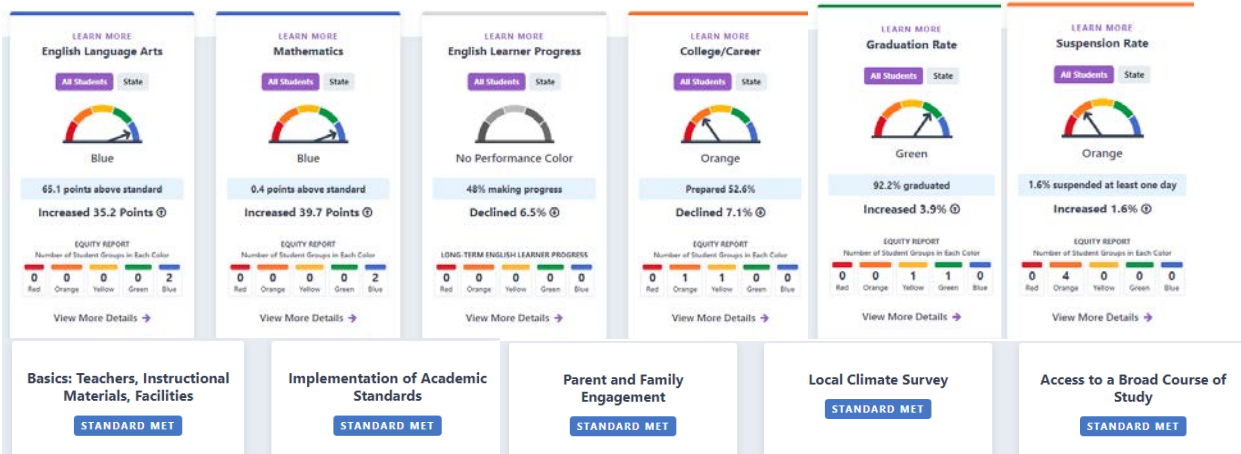 LEARN MORE
English Language Arts
All Students State
Blue
65.1 points above standard
Increased 35.2 Points
EQUITY REPORT
Number of Student Groups in Each Color
0 0 0 0 2
Red Orange Yellow Green Blue
View More Details
LEARN MORE
Mathematics
All Students State
Blue
0.4 points above standard
Increased 39.7 Points
EQUITY REPORT
Number of Student Groups in Each Color
0 0 0 0 2
Red Orange Yellow Green Blue
View More Details
LEARN MORE
English Learner Progress
All Students State
No Performance Color
48% making progress
Declined 6.5%
LONG-TERM ENGLISH LEARNER PROGRESS
0 0 0 0 0
Red Orange Yellow Green Blue
View More Details
LEARN MORE
College/Career
All Students State
Orange
Prepared 52.6%
Declined 7.1%
EQUITY REPORT
Number of Student Groups in Each Color
0 1 1 0 0
Red Orange Yellow Green Blue
View More Details
LEARN MORE
Graduation Rate
All Students State
Green
92.2% graduated
Increased 3.9%
EQUITY REPORT
Number of Student Groups in Each Color
0 0 1 1 0
Red Orange Yellow Green Blue
View More Details
LEARN MORE
Suspension Rate
All Students State
Orange
1.6% suspended at least one day
Increased 1.6%
EQUITY REPORT
Number of Student Groups in Each Color
0 4 0 0 0
Red Orange Yellow Green Blue
View More Details
Basics: Teachers, Instructional
Materials, Facilities
STANDARD MET
Implementation of Academic
Standards
STANDARD MET
Parent and Family
Engagement
STANDARD MET
Local Climate Survey
STANDARD MET
Access to a Broad Course of
Study
STANDARD MET